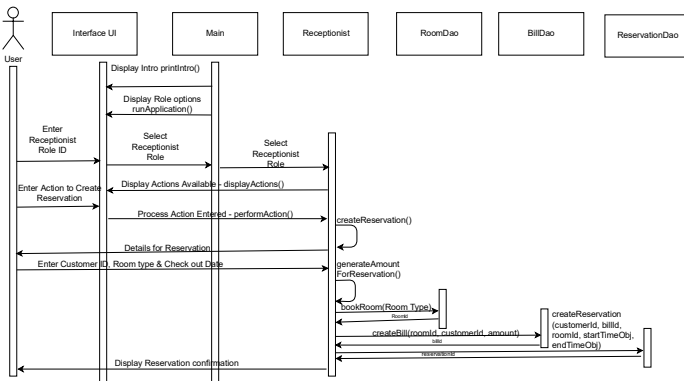 Interface UI
Main
Receptionist
RoomDao
BillDao
ReservationDao
User
Display Intro printIntro()
Display Role options
runApplication()
Enter
Receptionist
Role ID
Select
Receptionist
Role
Select
Receptionist
Role
Display Actions Available - displayActions()
Enter Action to Create
Reservation
Process Action Entered - performAction()
createReservation()
Details for Reservation
Enter Customer ID, Room type & Check out Date
generateAmount
ForReservation()
bookRoom(Room Type)
RoomId
createReservation
(customerId, billId,
roomId, startTimeObj,
endTimeObj)
createBill(roomId, customerId, amount)
billId
reservationId
Display Reservation confirmation